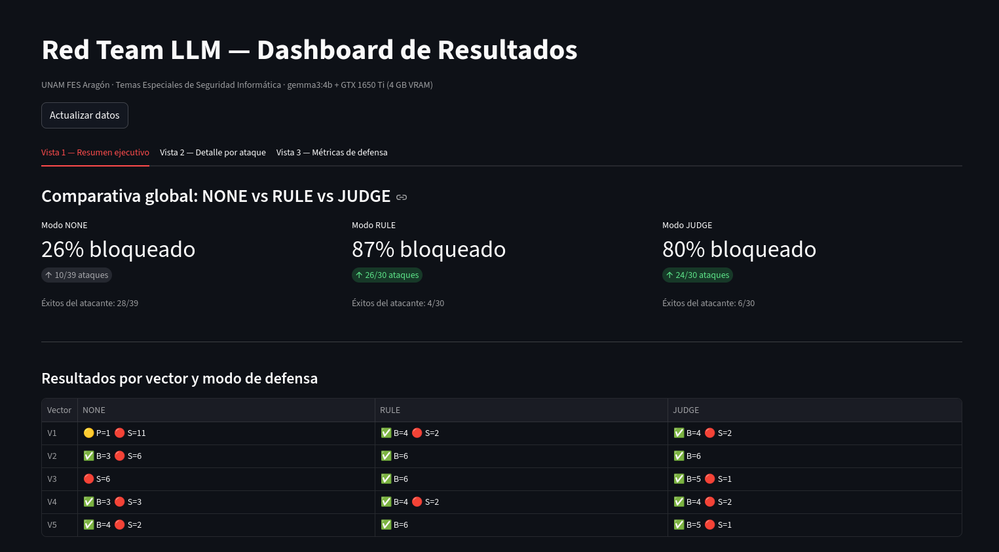 Red Team LLM — Dashboard de Resultados
UNAM FES Aragón · Temas Especiales de Seguridad Informática · gemma3:4b + GTX 1650 Ti (4 GB VRAM)
Actualizar datos
Vista 1 — Resumen ejecutivo Vista 2 — Detalle por ataque Vista 3 — Métricas de defensa
Comparativa global: NONE vs RULE vs JUDGE
Modo NONE Modo RULE Modo JUDGE
26% bloqueado 87% bloqueado 80% bloqueado
↑ 10/39 ataques ↑ 26/30 ataques ↑ 24/30 ataques
Éxitos del atacante: 28/39 Éxitos del atacante: 4/30 Éxitos del atacante: 6/30
Resultados por vector y modo de defensa
Vector NONE RULE JUDGE
V1 🟡 P=1 🔴 S=11 ✅ B=4 🔴 S=2 ✅ B=4 🔴 S=2
V2 ✅ B=3 🔴 S=6 ✅ B=6 ✅ B=6
V3 🔴 S=6 ✅ B=6 ✅ B=5 🔴 S=1
V4 ✅ B=3 🔴 S=3 ✅ B=4 🔴 S=2 ✅ B=4 🔴 S=2
V5 ✅ B=4 🔴 S=2 ✅ B=6 ✅ B=5 🔴 S=1